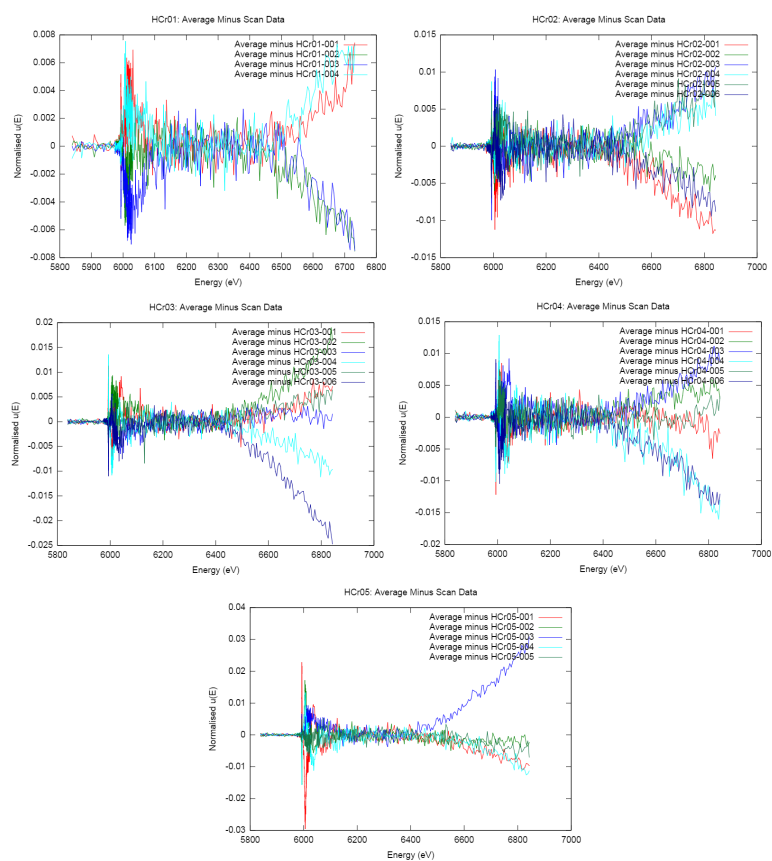 HCr01: Average Minus Scan Data
Normalised u(E)
0.008
0.006
0.004
0.002
0
-0.002
-0.004
-0.006
-0.008
Average minus HCr01-001
Average minus HCr01-002
Average minus HCr01-003
Average minus HCr01-004
5800 5900 6000 6100 6200 6300 6400 6500 6600 6700 6800
Energy (eV)
HCr02: Average Minus Scan Data
Normalised u(E)
0.015
0.01
0.005
0
-0.005
-0.01
-0.015
Average minus HCr02-001
Average minus HCr02-002
Average minus HCr02-003
Average minus HCr02-004
Average minus HCr02-005
Average minus HCr02-006
5800 6000 6200 6400 6600 6800 7000
Energy (eV)
HCr03: Average Minus Scan Data
Normalised u(E)
0.02
0.015
0.01
0.005
0
-0.005
-0.01
-0.015
-0.02
-0.025
Average minus HCr03-001
Average minus HCr03-002
Average minus HCr03-003
Average minus HCr03-004
Average minus HCr03-005
Average minus HCr03-006
5800 6000 6200 6400 6600 6800 7000
Energy (eV)
HCr04: Average Minus Scan Data
Normalised u(E)
0.015
0.01
0.005
0
-0.005
-0.01
-0.015
-0.02
Average minus HCr04-001
Average minus HCr04-002
Average minus HCr04-003
Average minus HCr04-004
Average minus HCr04-005
Average minus HCr04-006
5800 6000 6200 6400 6600 6800 7000
Energy (eV)
HCr05: Average Minus Scan Data
Normalised u(E)
0.04
0.03
0.02
0.01
0
-0.01
-0.02
-0.03
Average minus HCr05-001
Average minus HCr05-002
Average minus HCr05-003
Average minus HCr05-004
Average minus HCr05-005
5800 6000 6200 6400 6600 6800 7000
Energy (eV)